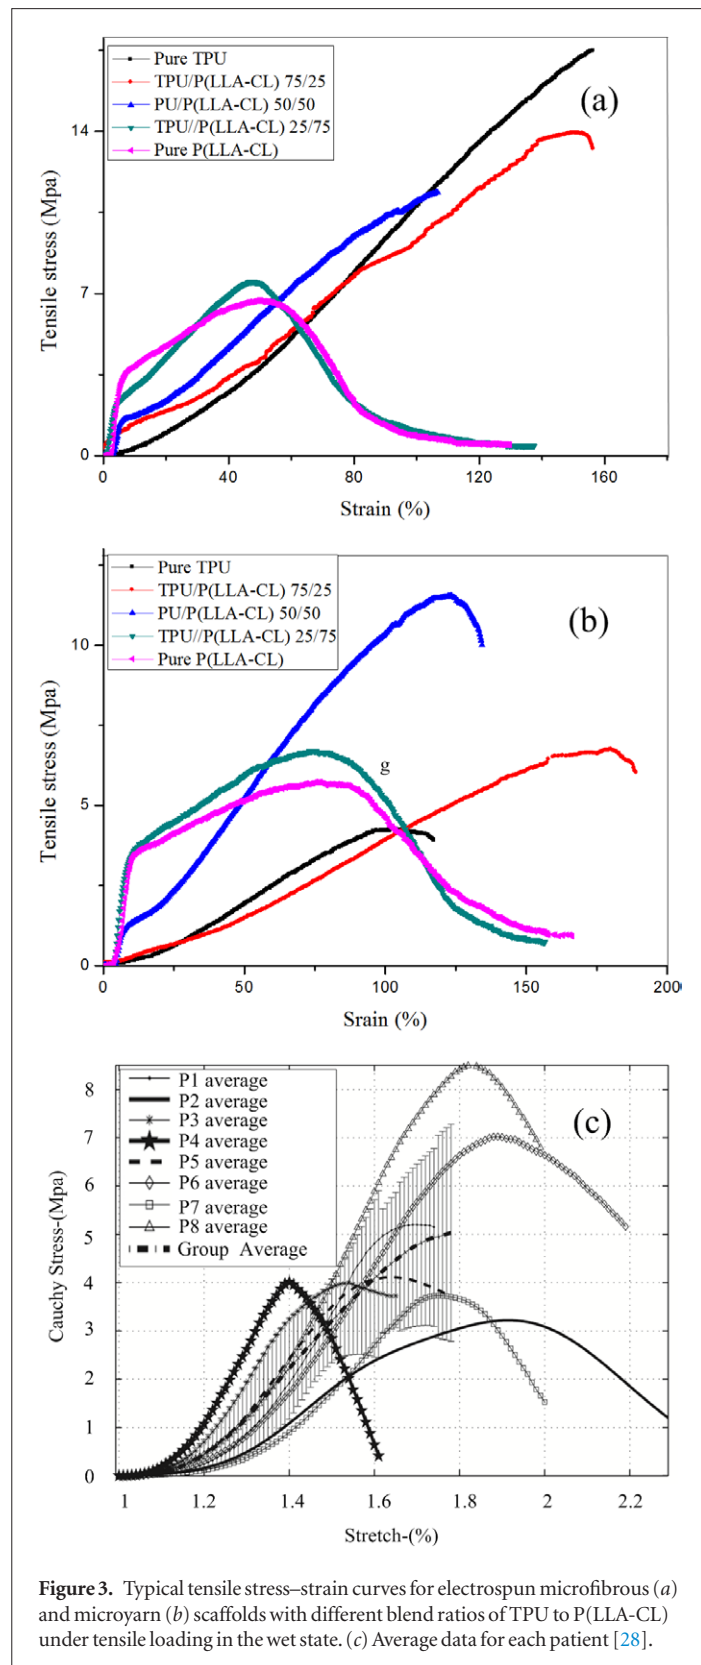 Pure TPU
TPU/P(LLA-CL) 75/25
PU/P(LLA-CL) 50/50
TPU//P(LLA-CL) 25/75
Pure P(LLA-CL)
(a)
14
7
0
Tensile stress (Mpa)
0 40 80 120 160
Strain (%)
Pure TPU
TPU/P(LLA-CL) 75/25
PU/P(LLA-CL) 50/50
TPU//P(LLA-CL) 25/75
Pure P(LLA-CL)
(b)
g
10
5
0
Tensile stress (Mpa)
0 50 100 150 200
Srain (%)
P1 average
P2 average
P3 average
P4 average
P5 average
P6 average
P7 average
P8 average
Group Average
(c)
8
7
6
5
4
3
2
1
0
Cauchy Stress-(Mpa)
1 1.2 1.4 1.6 1.8 2 2.2
Stretch-(%)
Figure 3. Typical tensile stress–strain curves for electrospun microfibrous (a)
and microyarn (b) scaffolds with different blend ratios of TPU to P(LLA-CL)
under tensile loading in the wet state. (c) Average data for each patient [28].